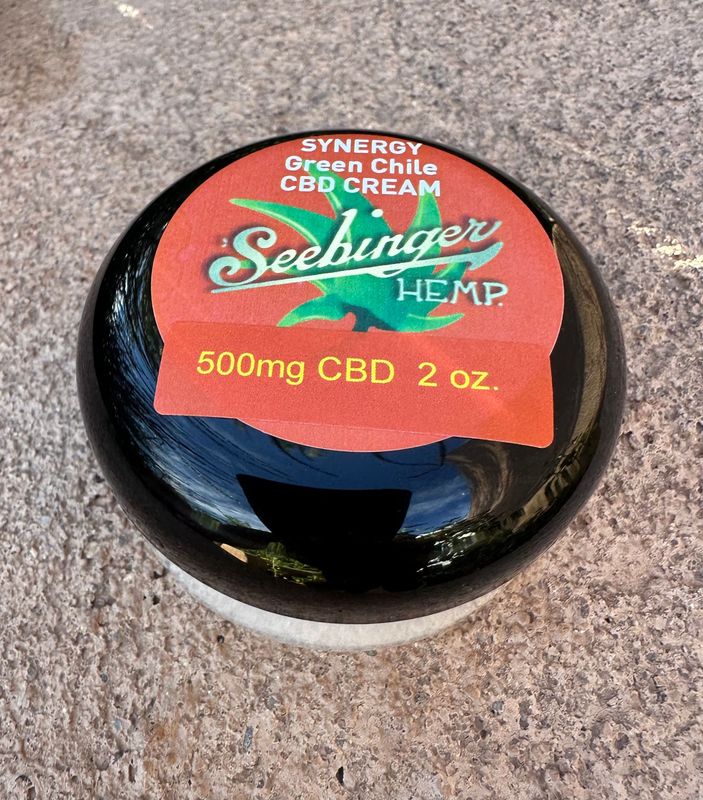 SYNERGY
Green Chile
CBD CREAM
Seebinger
HEMP.
500mg CBD 2 oz.